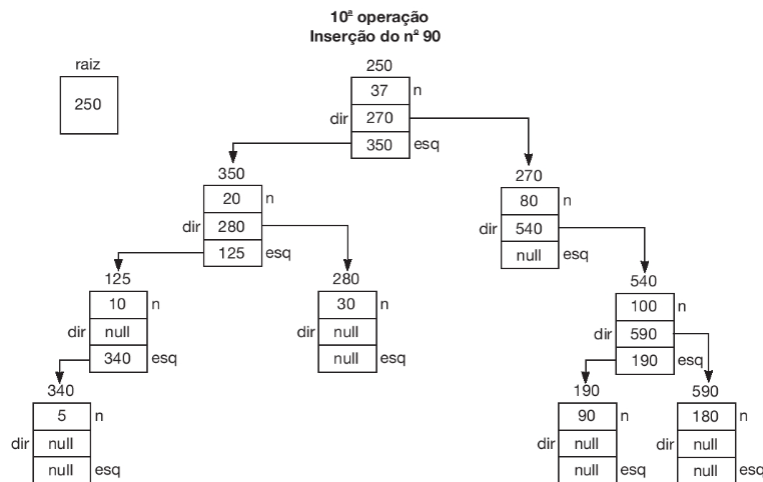 10ª operação
Inserção do nº 90
raiz
250
250
37 n
dir 270
350 esq
350
20 n
dir 280
125 esq
270
80 n
dir 540
null esq
125
10 n
dir null
340 esq
280
30 n
dir null
null esq
540
100 n
dir 590
190 esq
340
5 n
dir null
null esq
190
90 n
dir null
null esq
590
180 n
dir null
null esq